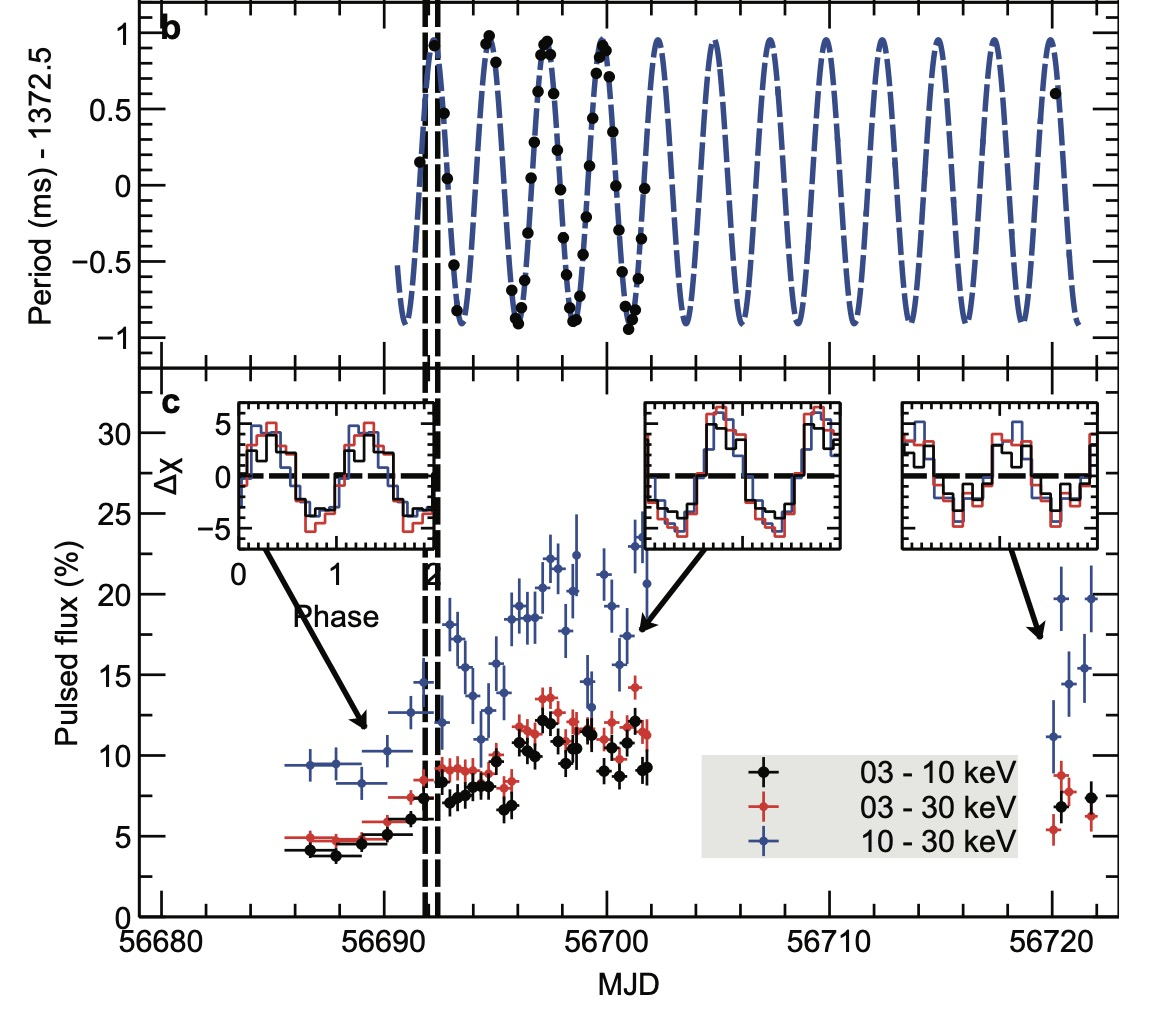 b
1
0.5
0
−0.5
−1
Period (ms) - 1372.5
c
5
0
−5
Δχ
0 1 2
Phase
30
25
20
15
10
5
0
Pulsed flux (%)
03 - 10 keV
03 - 30 keV
10 - 30 keV
56680 56690 56700 56710 56720
MJD